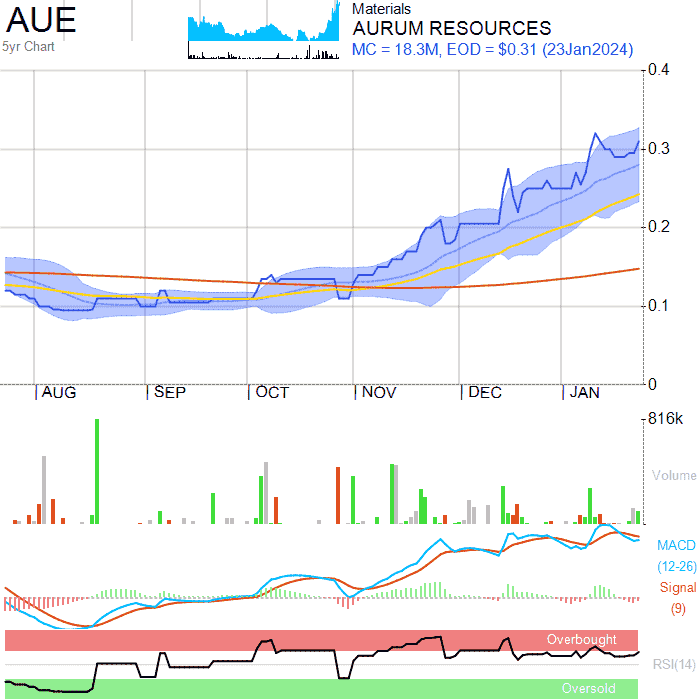 AUE
5yr Chart
Materials
AURUM RESOURCES
MC = 18.3M, EOD = $0.31 (23Jan2024)
0.4
0.3
0.2
0.1
0
AUG SEP OCT NOV DEC JAN
816k
Volume
MACD
(12-26)
Signal
(9)
Overbought
RSI(14)
Oversold